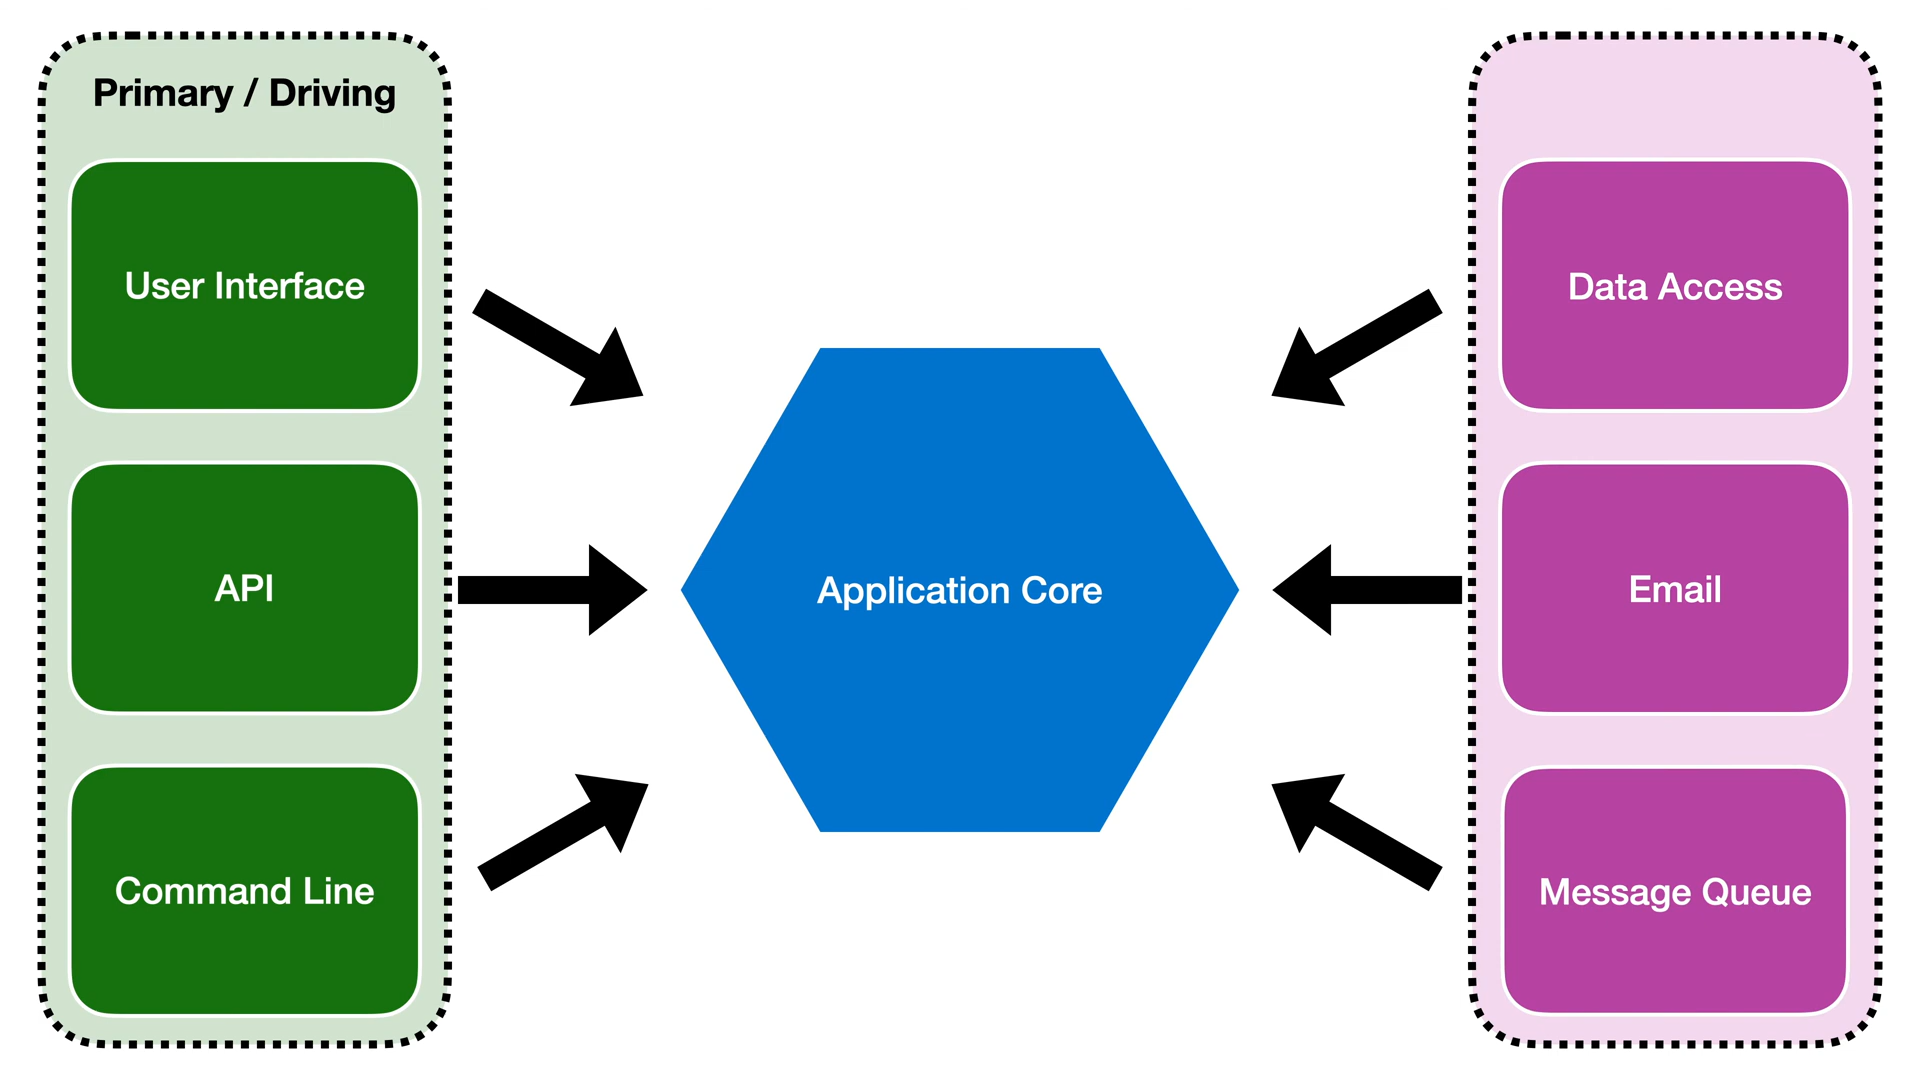 Primary / Driving
User Interface
API
Command Line
Application Core
Data Access
Email
Message Queue